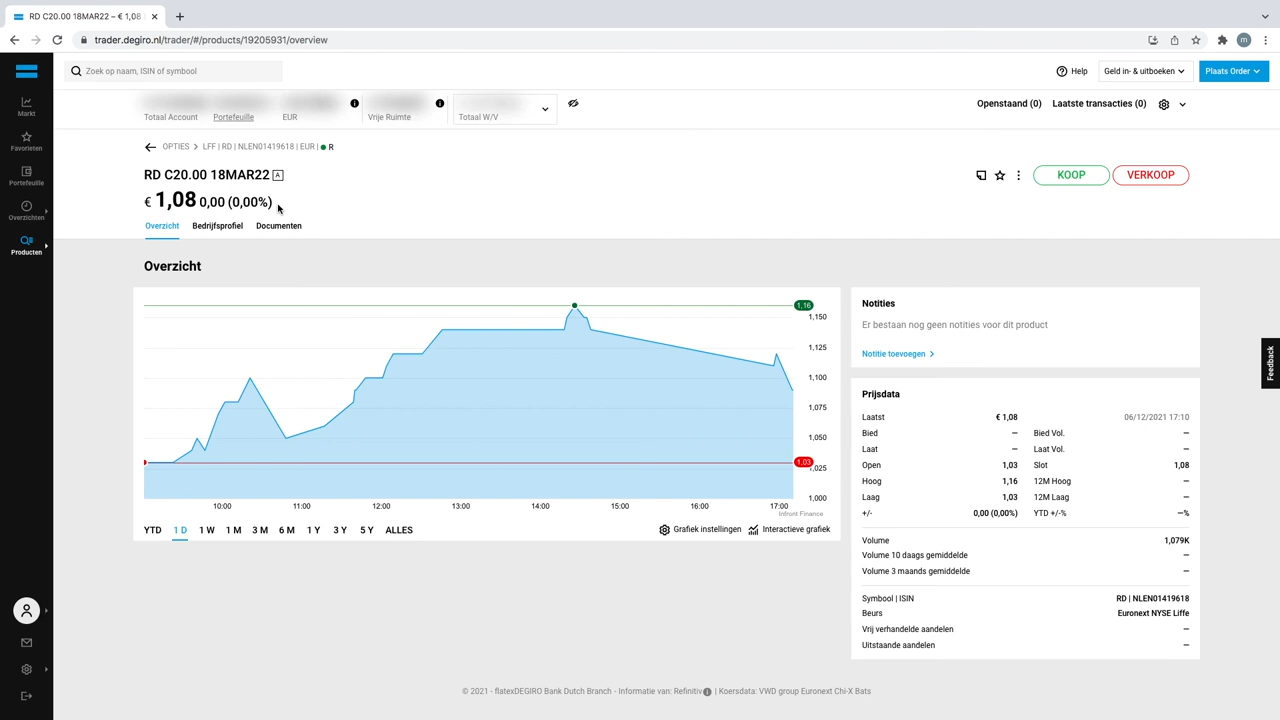 RD C20.00 18MAR22 – € 1,08
trader.degiro.nl/trader/#/products/19205931/overview
m
Zoek op naam, ISIN of symbool
Help
Geld in- & uitboeken
Plaats Order
Markt
Favorieten
Portefeuille
Overzichten
Producten
Totaal Account
Portefeuille
EUR
Vrije Ruimte
Totaal W/V
Openstaand (0)
Laatste transacties (0)
OPTIES > LFF | RD | NLEN01419618 | EUR | R
RD C20.00 18MAR22 A
€ 1,08 0,00 (0,00%)
KOOP
VERKOOP
Overzicht
Bedrijfsprofiel
Documenten
Overzicht
1,16
1,150
1,125
1,100
1,075
1,050
1,03
1,025
1,000
10:00
11:00
12:00
13:00
14:00
15:00
16:00
17:00
Infront Finance
YTD
1 D
1 W
1 M
3 M
6 M
1 Y
3 Y
5 Y
ALLES
Grafiek instellingen
Interactieve grafiek
Notities
Er bestaan nog geen notities voor dit product
Notitie toevoegen
Prijsdata
Laatst € 1,08 06/12/2021 17:10
Bied — Bied Vol. —
Laat — Laat Vol. —
Open 1,03 Slot 1,08
Hoog 1,16 12M Hoog —
Laag 1,03 12M Laag —
+/- 0,00 (0,00%) YTD +/-% —%
Volume 1,079K
Volume 10 daags gemiddelde —
Volume 3 maands gemiddelde —
Symbool | ISIN RD | NLEN01419618
Beurs Euronext NYSE Liffe
Vrij verhandelde aandelen —
Uitstaande aandelen —
Feedback
© 2021 - flatexDEGIRO Bank Dutch Branch - Informatie van: Refinitiv | Koersdata: VWD group Euronext Chi-X Bats